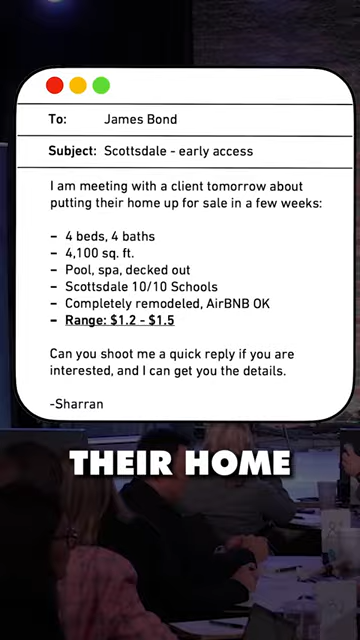 To: James Bond
Subject: Scottsdale - early access
I am meeting with a client tomorrow about
putting their home up for sale in a few weeks:
- 4 beds, 4 baths
- 4,100 sq. ft.
- Pool, spa, decked out
- Scottsdale 10/10 Schools
- Completely remodeled, AirBNB OK
- Range: $1.2 - $1.5
Can you shoot me a quick reply if you are
interested, and I can get you the details.
-Sharran
THEIR HOME